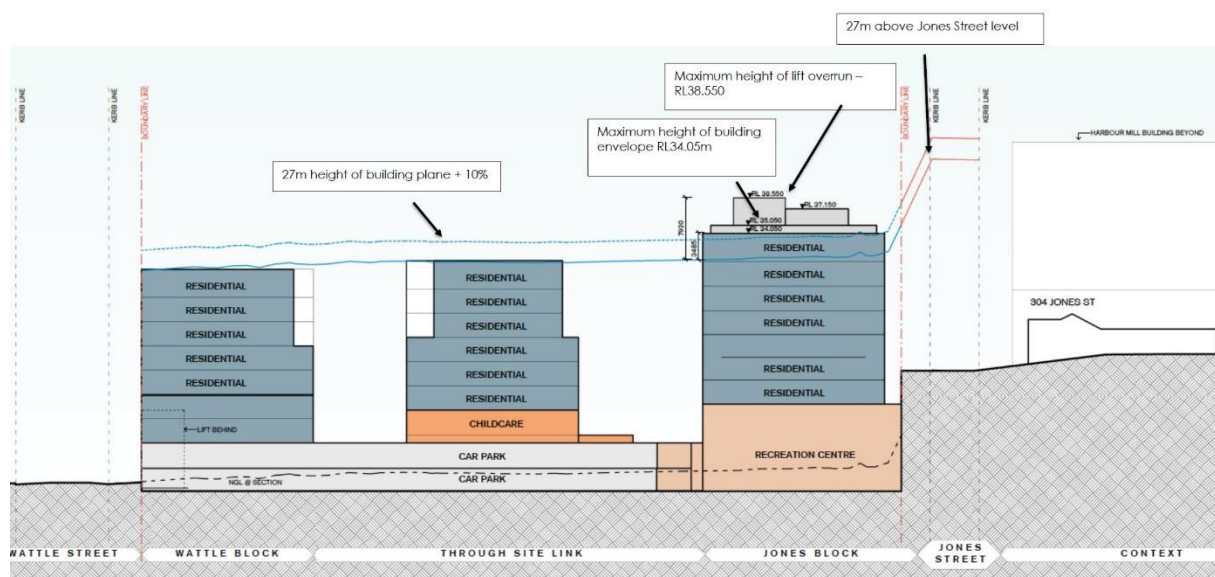 27m above Jones Street level
Maximum height of lift overrun –
RL38.550
Maximum height of building
envelope RL34.05m
27m height of building plane + 10%
KERB LINE
KERB LINE
BOUNDARY LINE
BOUNDARY LINE
KERB LINE
KERB LINE
HARBOUR MILL BUILDING BEYOND
RL 38.550
RL 37.150
RL 35.050
RL 34.050
7920
3485
RESIDENTIAL
RESIDENTIAL
RESIDENTIAL
RESIDENTIAL
RESIDENTIAL
LIFT BEHIND
RESIDENTIAL
RESIDENTIAL
RESIDENTIAL
RESIDENTIAL
RESIDENTIAL
RESIDENTIAL
CHILDCARE
RESIDENTIAL
RESIDENTIAL
RESIDENTIAL
RESIDENTIAL
RESIDENTIAL
RESIDENTIAL
RECREATION CENTRE
304 JONES ST
CAR PARK
CAR PARK
NGL @ SECTION
WATTLE STREET
WATTLE BLOCK
THROUGH SITE LINK
JONES BLOCK
JONES
STREET
CONTEXT